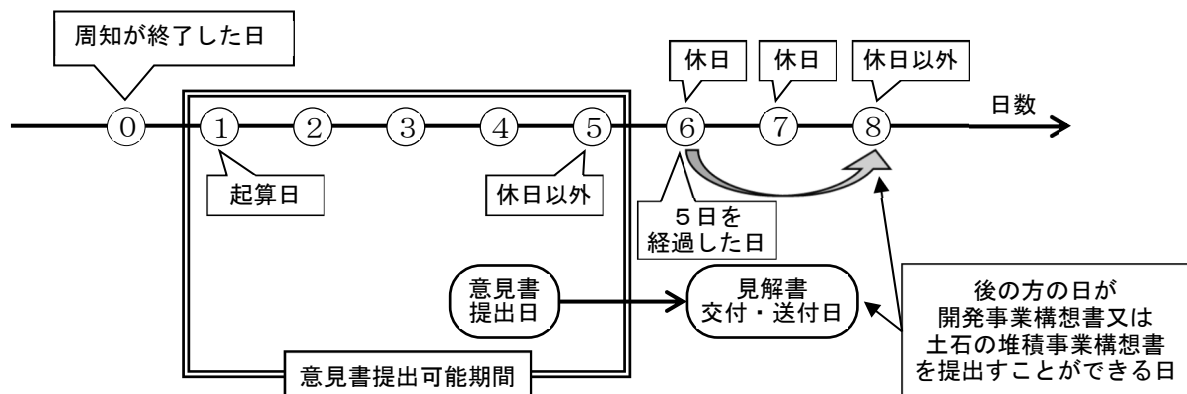 周知が終了した日
休日
休日
休日以外
日数
⓪
①
②
③
④
⑤
⑥
⑦
⑧
起算日
休日以外
５日を
経過した日
意見書
提出日
見解書
交付・送付日
後の方の日が
開発事業構想書又は
土石の堆積事業構想書
を提出すことができる日
意見書提出可能期間